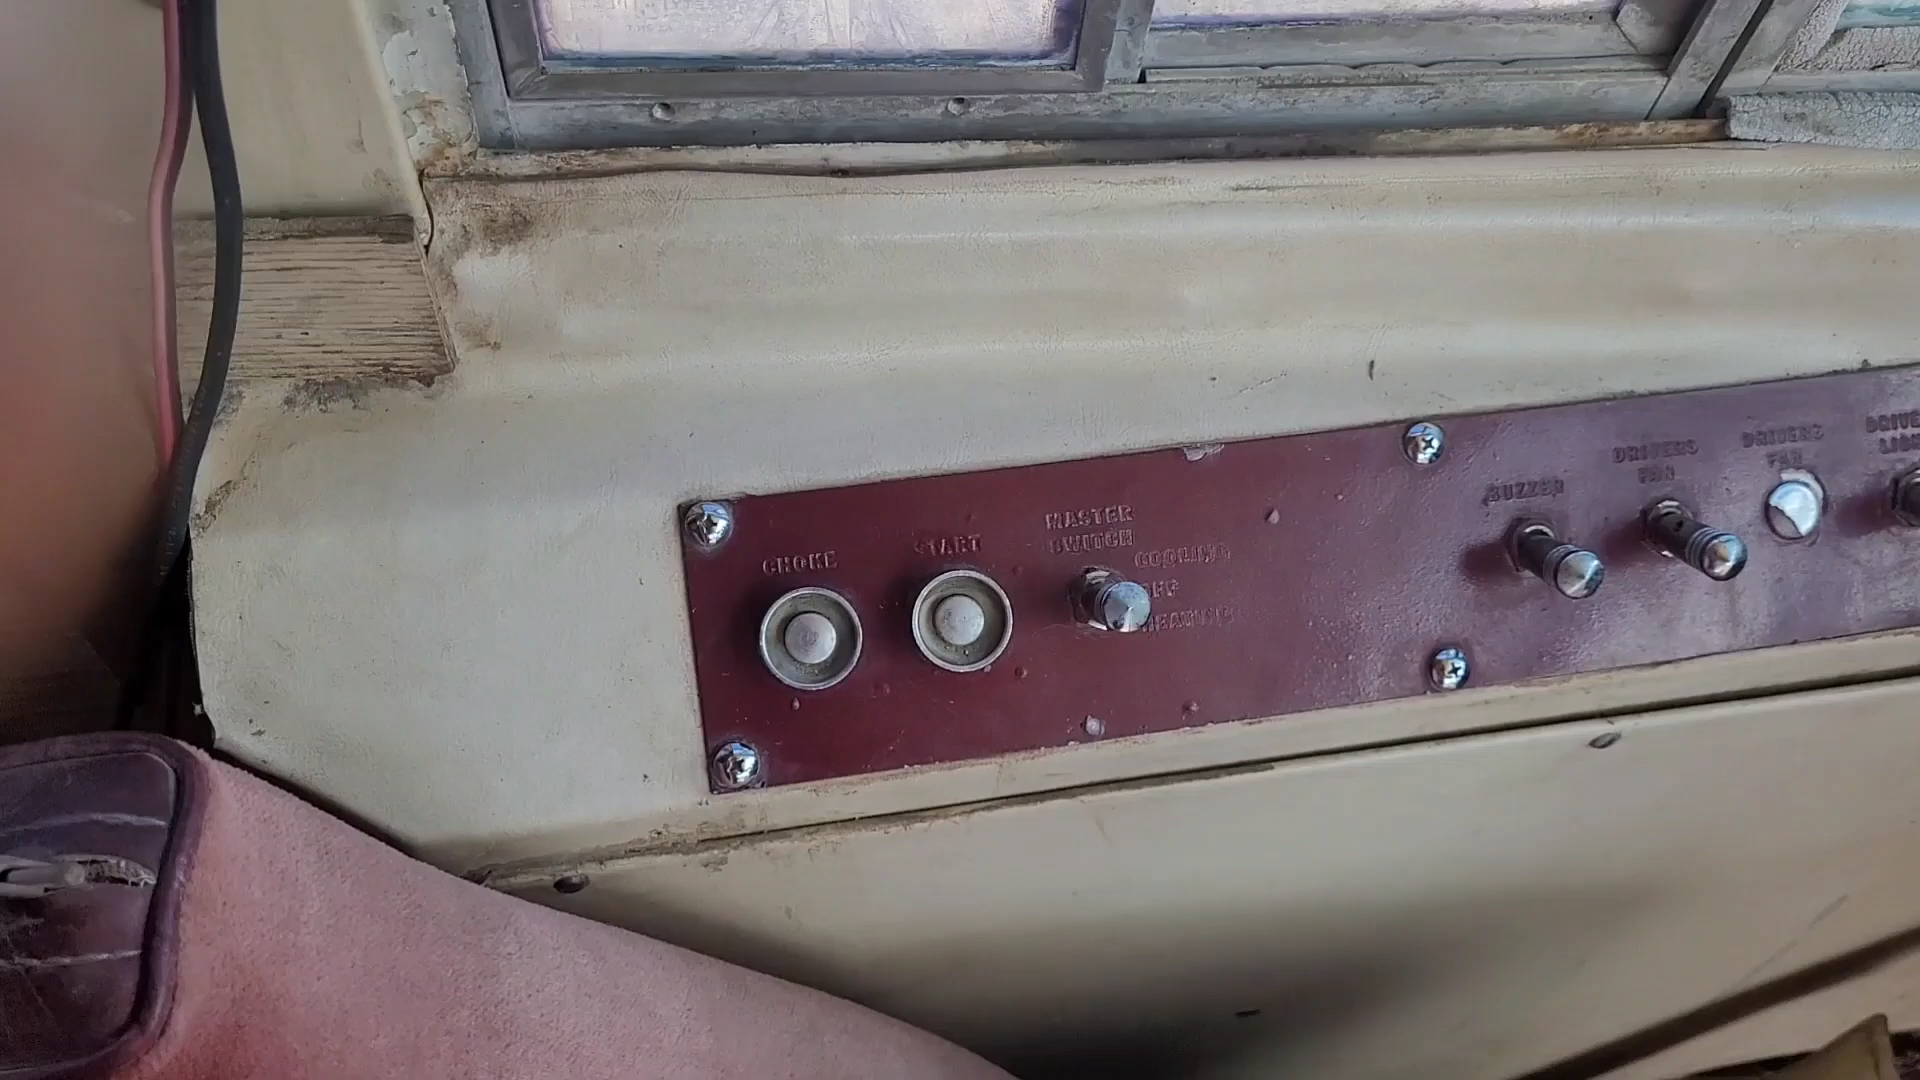 CHOKE
START
MASTER
SWITCH
COOLING
OFF
HEATING
BUZZER
DRIVERS
FAN
DRIVERS
FAN